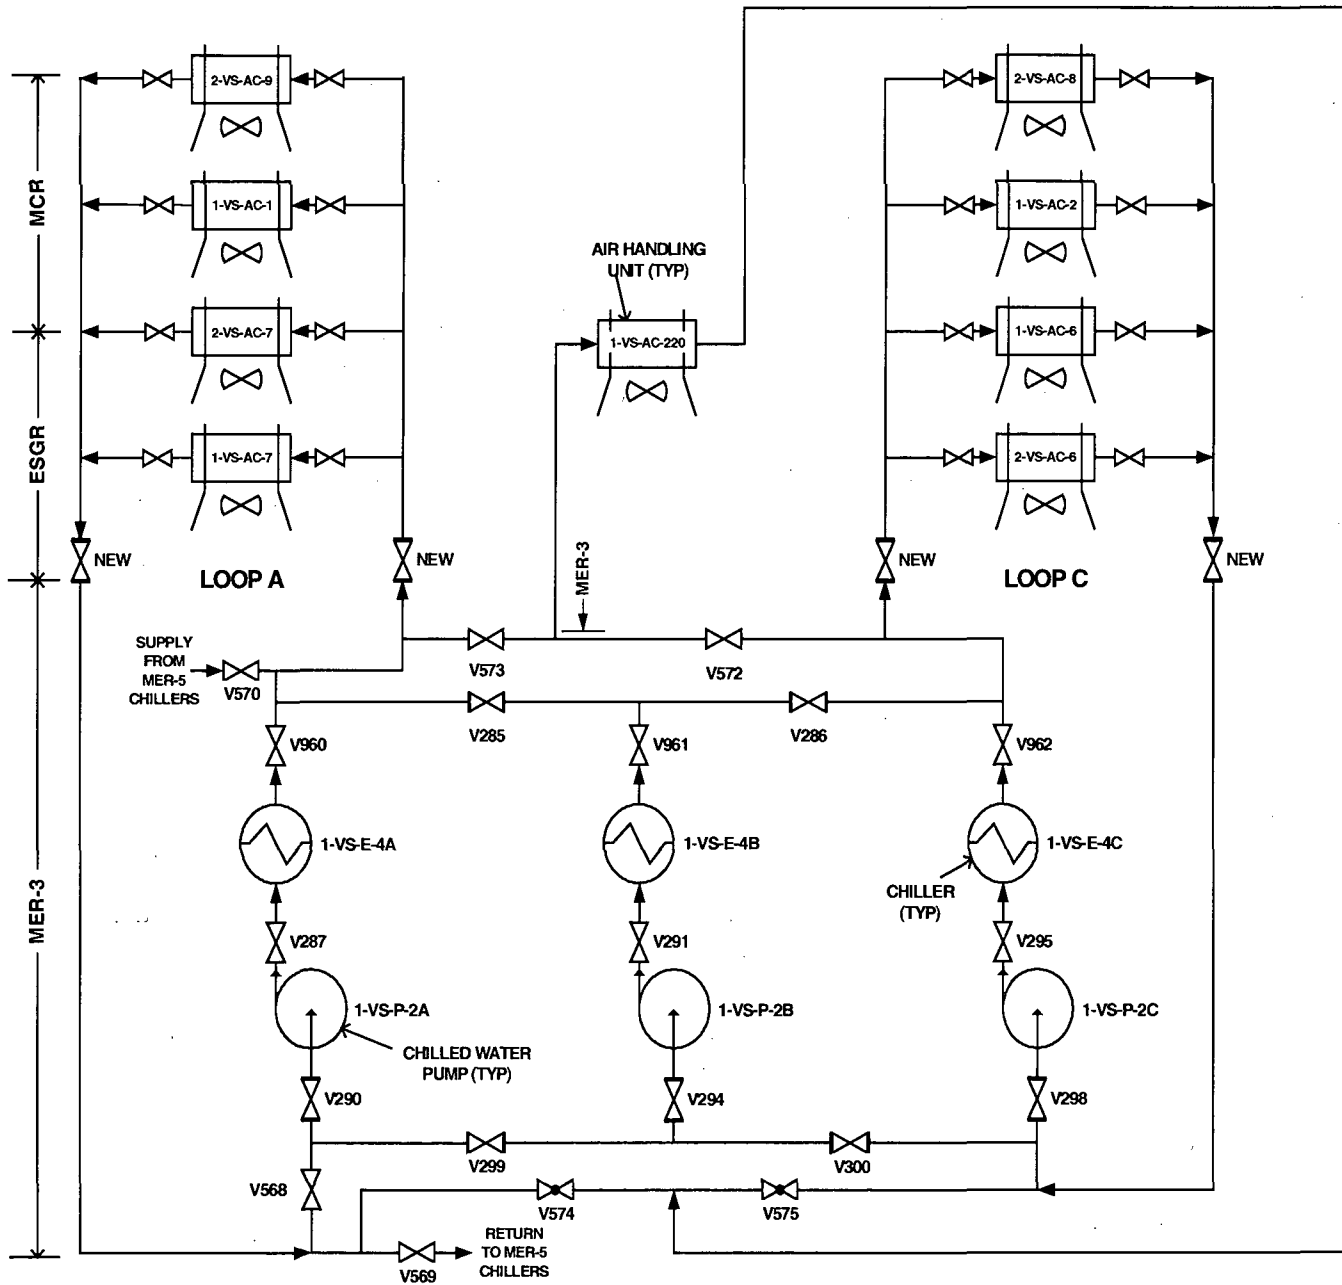 2-VS-AC-9
2-VS-AC-8
MCR
1-VS-AC-1
1-VS-AC-2
AIR HANDLING
UNIT (TYP)
2-VS-AC-7
1-VS-AC-220
1-VS-AC-6
ESGR
1-VS-AC-7
2-VS-AC-6
NEW
NEW
NEW
NEW
LOOP A
MER-3
LOOP C
SUPPLY
FROM
MER-5
CHILLERS
V570
V573
V572
V285
V286
V960
V961
V962
1-VS-E-4A
1-VS-E-4B
1-VS-E-4C
CHILLER
(TYP)
MER-3
V287
V291
V295
1-VS-P-2A
1-VS-P-2B
1-VS-P-2C
CHILLED WATER
PUMP (TYP)
V290
V294
V298
V299
V300
V568
V574
V575
RETURN
TO MER-5
CHILLERS
V569